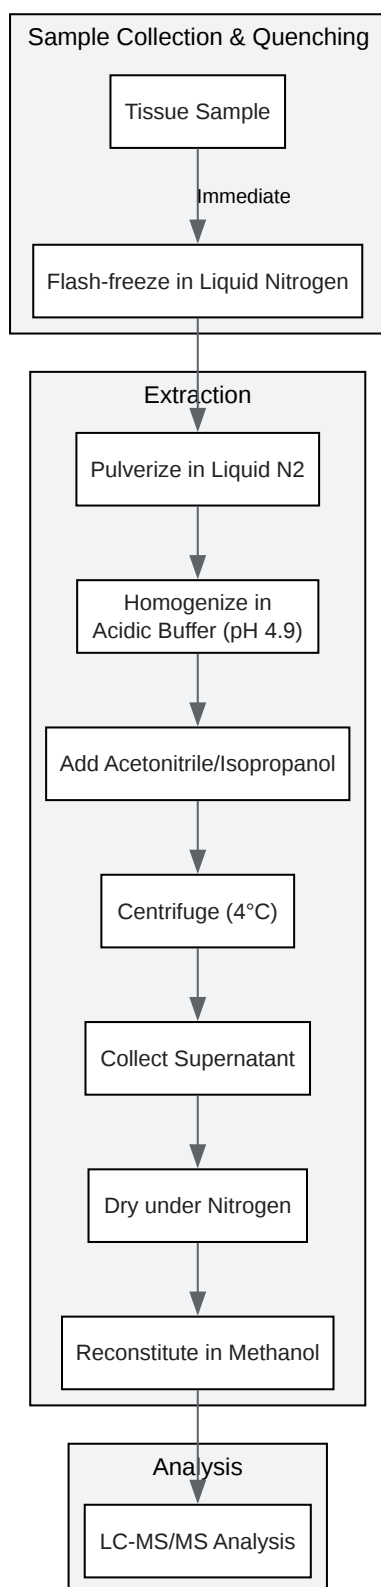 Sample Collection & Quenching
Tissue Sample
Immediate
Flash-freeze in Liquid Nitrogen
Extraction
Pulverize in Liquid N2
Homogenize in
Acidic Buffer (pH 4.9)
Add Acetonitrile/Isopropanol
Centrifuge (4°C)
Collect Supernatant
Dry under Nitrogen
Reconstitute in Methanol
Analysis
LC-MS/MS Analysis